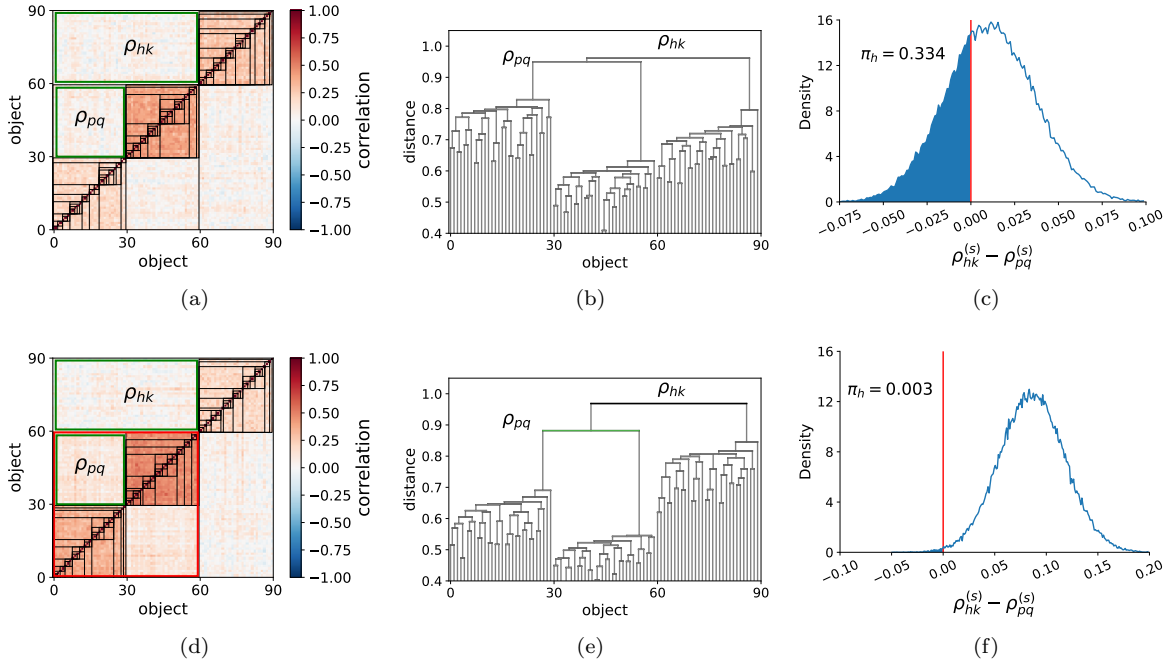 90
60
30
0
0
30
60
90
object
object
ρhk
ρpq
1.00
0.75
0.50
0.25
0.00
−0.25
−0.50
−0.75
−1.00
correlation
(a)
1.0
0.9
0.8
0.7
0.6
0.5
0.4
distance
ρpq
ρhk
0
30
60
90
object
(b)
16
12
8
4
0
Density
πh = 0.334
−0.075
−0.050
−0.025
0.000
0.025
0.050
0.075
0.100
ρhk(s) − ρpq(s)
(c)
90
60
30
0
0
30
60
90
object
object
ρhk
ρpq
1.00
0.75
0.50
0.25
0.00
−0.25
−0.50
−0.75
−1.00
correlation
(d)
1.0
0.9
0.8
0.7
0.6
0.5
0.4
distance
ρpq
ρhk
0
30
60
90
object
(e)
16
12
8
4
0
Density
πh = 0.003
−0.10
−0.05
0.00
0.05
0.10
0.15
0.20
ρhk(s) − ρpq(s)
(f)